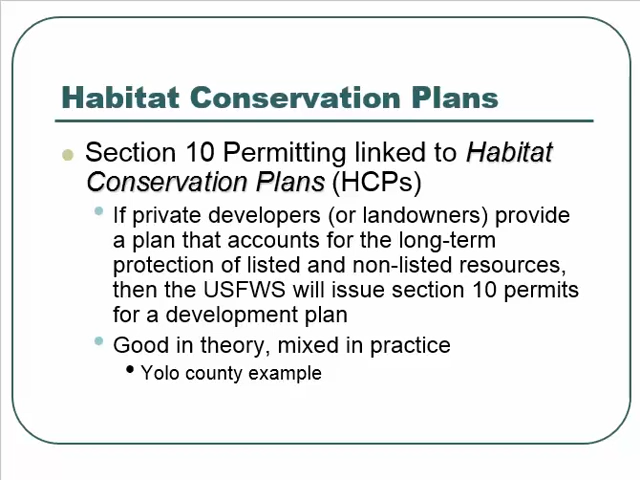 Habitat Conservation Plans
Section 10 Permitting linked to Habitat
Conservation Plans (HCPs)
If private developers (or landowners) provide
a plan that accounts for the long-term
protection of listed and non-listed resources,
then the USFWS will issue section 10 permits
for a development plan
Good in theory, mixed in practice
Yolo county example